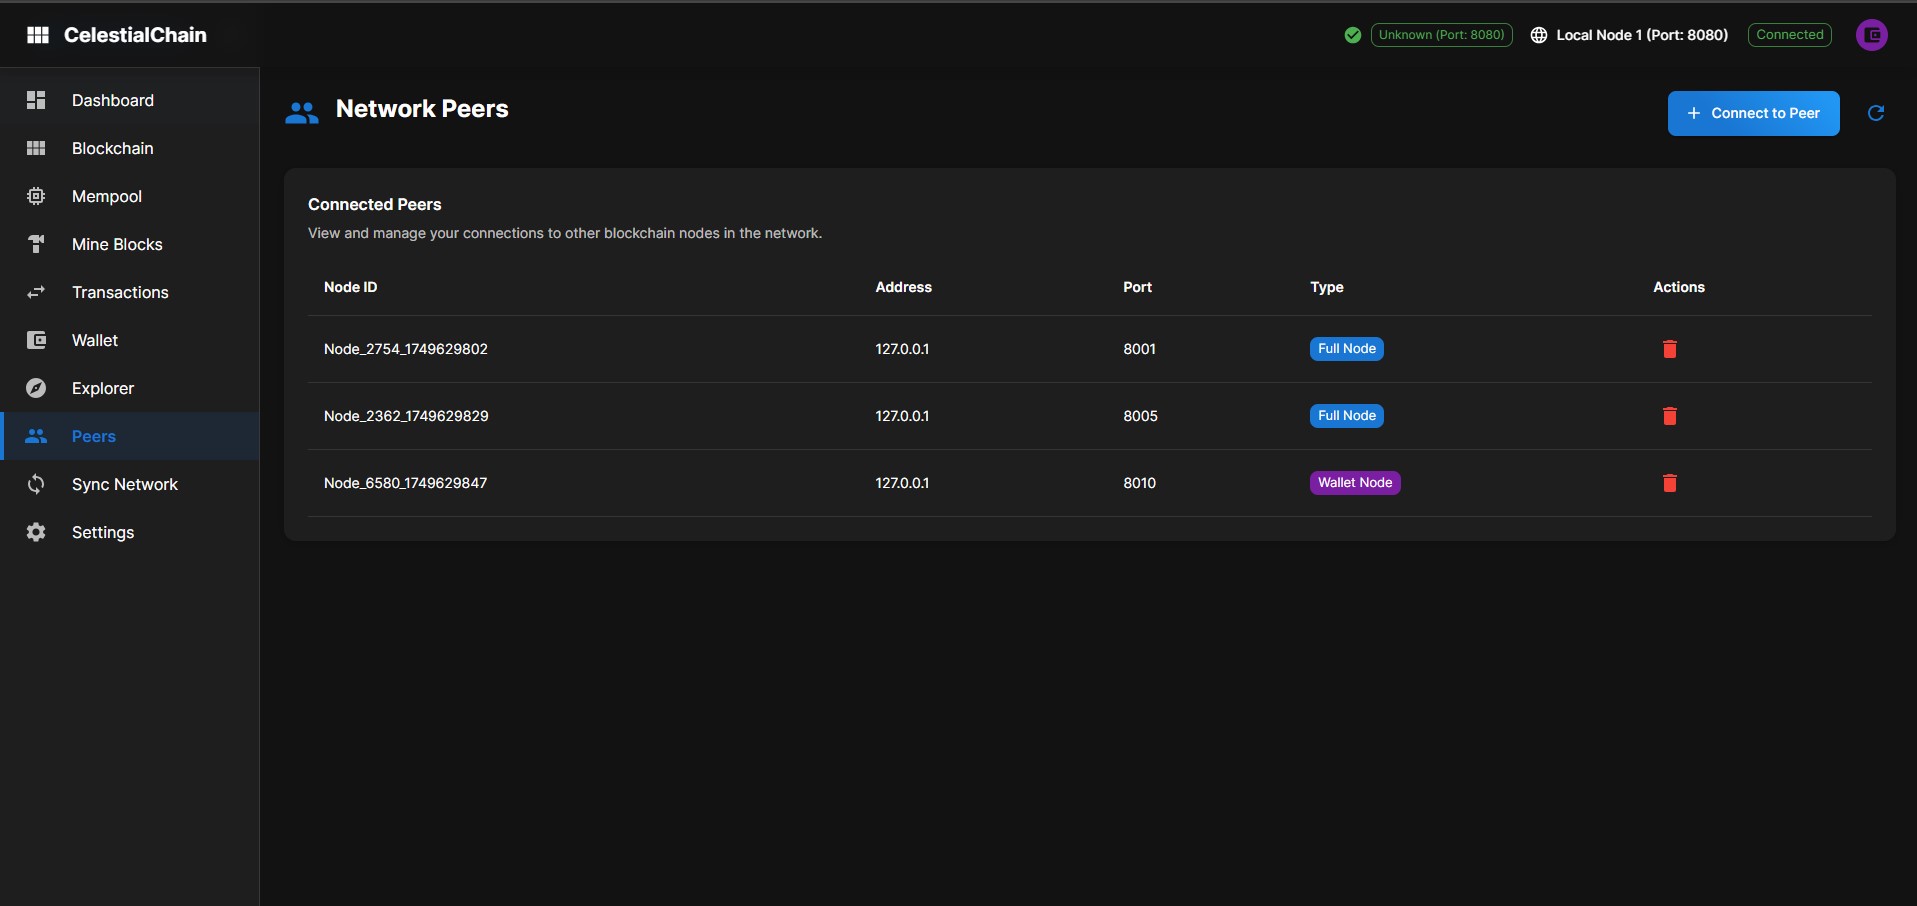 CelestialChain
Unknown (Port: 8080)
Local Node 1 (Port: 8080)
Connected
Dashboard
Blockchain
Mempool
Mine Blocks
Transactions
Wallet
Explorer
Peers
Sync Network
Settings
Network Peers
+ Connect to Peer
Connected Peers
View and manage your connections to other blockchain nodes in the network.
Node ID Address Port Type Actions
Node_2754_1749629802 127.0.0.1 8001 Full Node
Node_2362_1749629829 127.0.0.1 8005 Full Node
Node_6580_1749629847 127.0.0.1 8010 Wallet Node